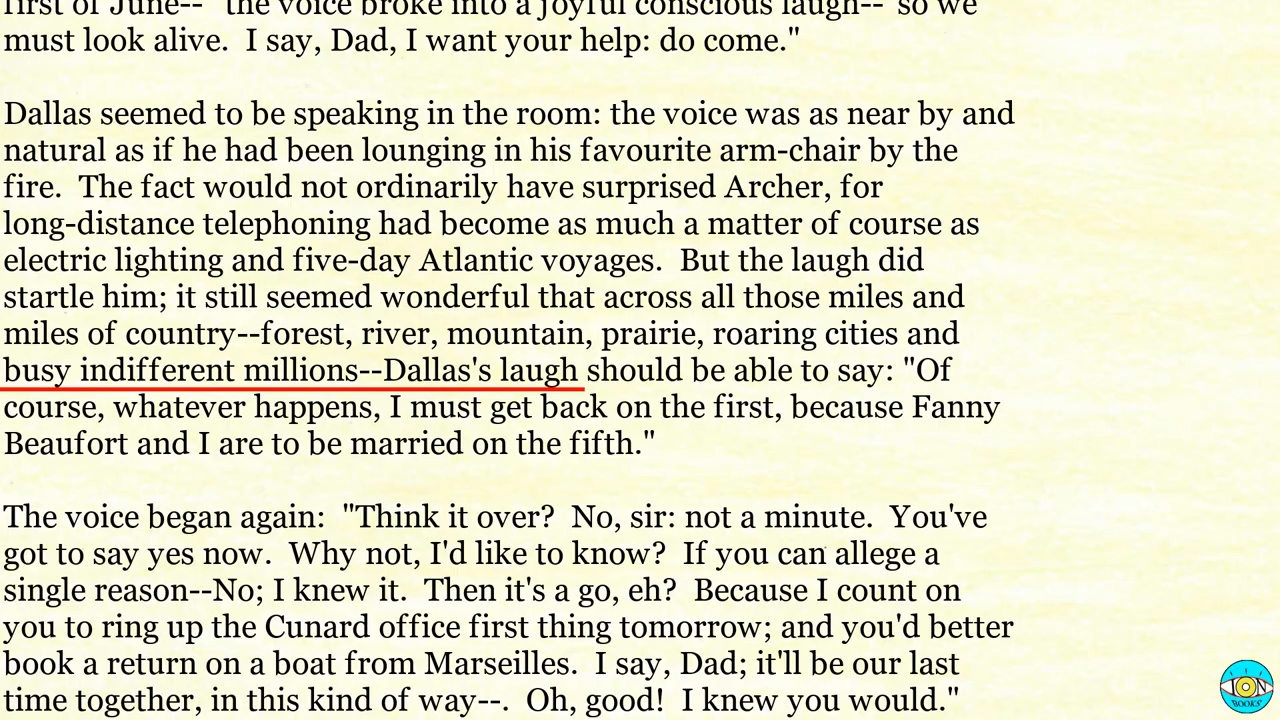 first of June--" the voice broke into a joyful conscious laugh--"so we
must look alive.  I say, Dad, I want your help: do come."
Dallas seemed to be speaking in the room: the voice was as near by and
natural as if he had been lounging in his favourite arm-chair by the
fire.  The fact would not ordinarily have surprised Archer, for
long-distance telephoning had become as much a matter of course as
electric lighting and five-day Atlantic voyages.  But the laugh did
startle him; it still seemed wonderful that across all those miles and
miles of country--forest, river, mountain, prairie, roaring cities and
busy indifferent millions--Dallas's laugh should be able to say: "Of
course, whatever happens, I must get back on the first, because Fanny
Beaufort and I are to be married on the fifth."
The voice began again:  "Think it over?  No, sir: not a minute.  You've
got to say yes now.  Why not, I'd like to know?  If you can allege a
single reason--No; I knew it.  Then it's a go, eh?  Because I count on
you to ring up the Cunard office first thing tomorrow; and you'd better
book a return on a boat from Marseilles.  I say, Dad; it'll be our last
time together, in this kind of way--.  Oh, good!  I knew you would."
ION
BOOKS